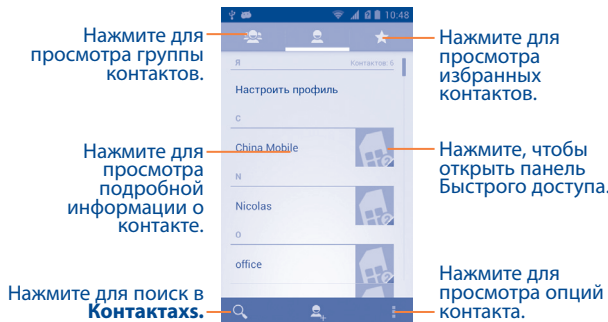 10:48
Нажмите для
просмотра группы
контактов.
Нажмите для
просмотра
избранных
контактов.
Я
Контактов: 6
Настроить профиль
C
China Mobile
Нажмите для
просмотра
подробной
информации о
контакте.
Нажмите, чтобы
открыть панель
Быстрого доступа.
N
Nicolas
O
office
Нажмите для поиск в
Контактахs.
Нажмите для
просмотра опций
контакта.